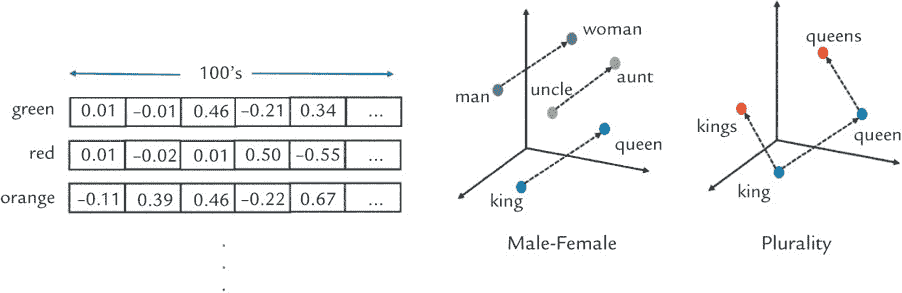 100's
green 0.01 −0.01 0.46 −0.21 0.34 ...
red 0.01 −0.02 0.01 0.50 −0.55 ...
orange −0.11 0.39 0.46 −0.22 0.67 ...
woman
man
uncle
aunt
queen
king
Male-Female
queens
kings
queen
king
Plurality